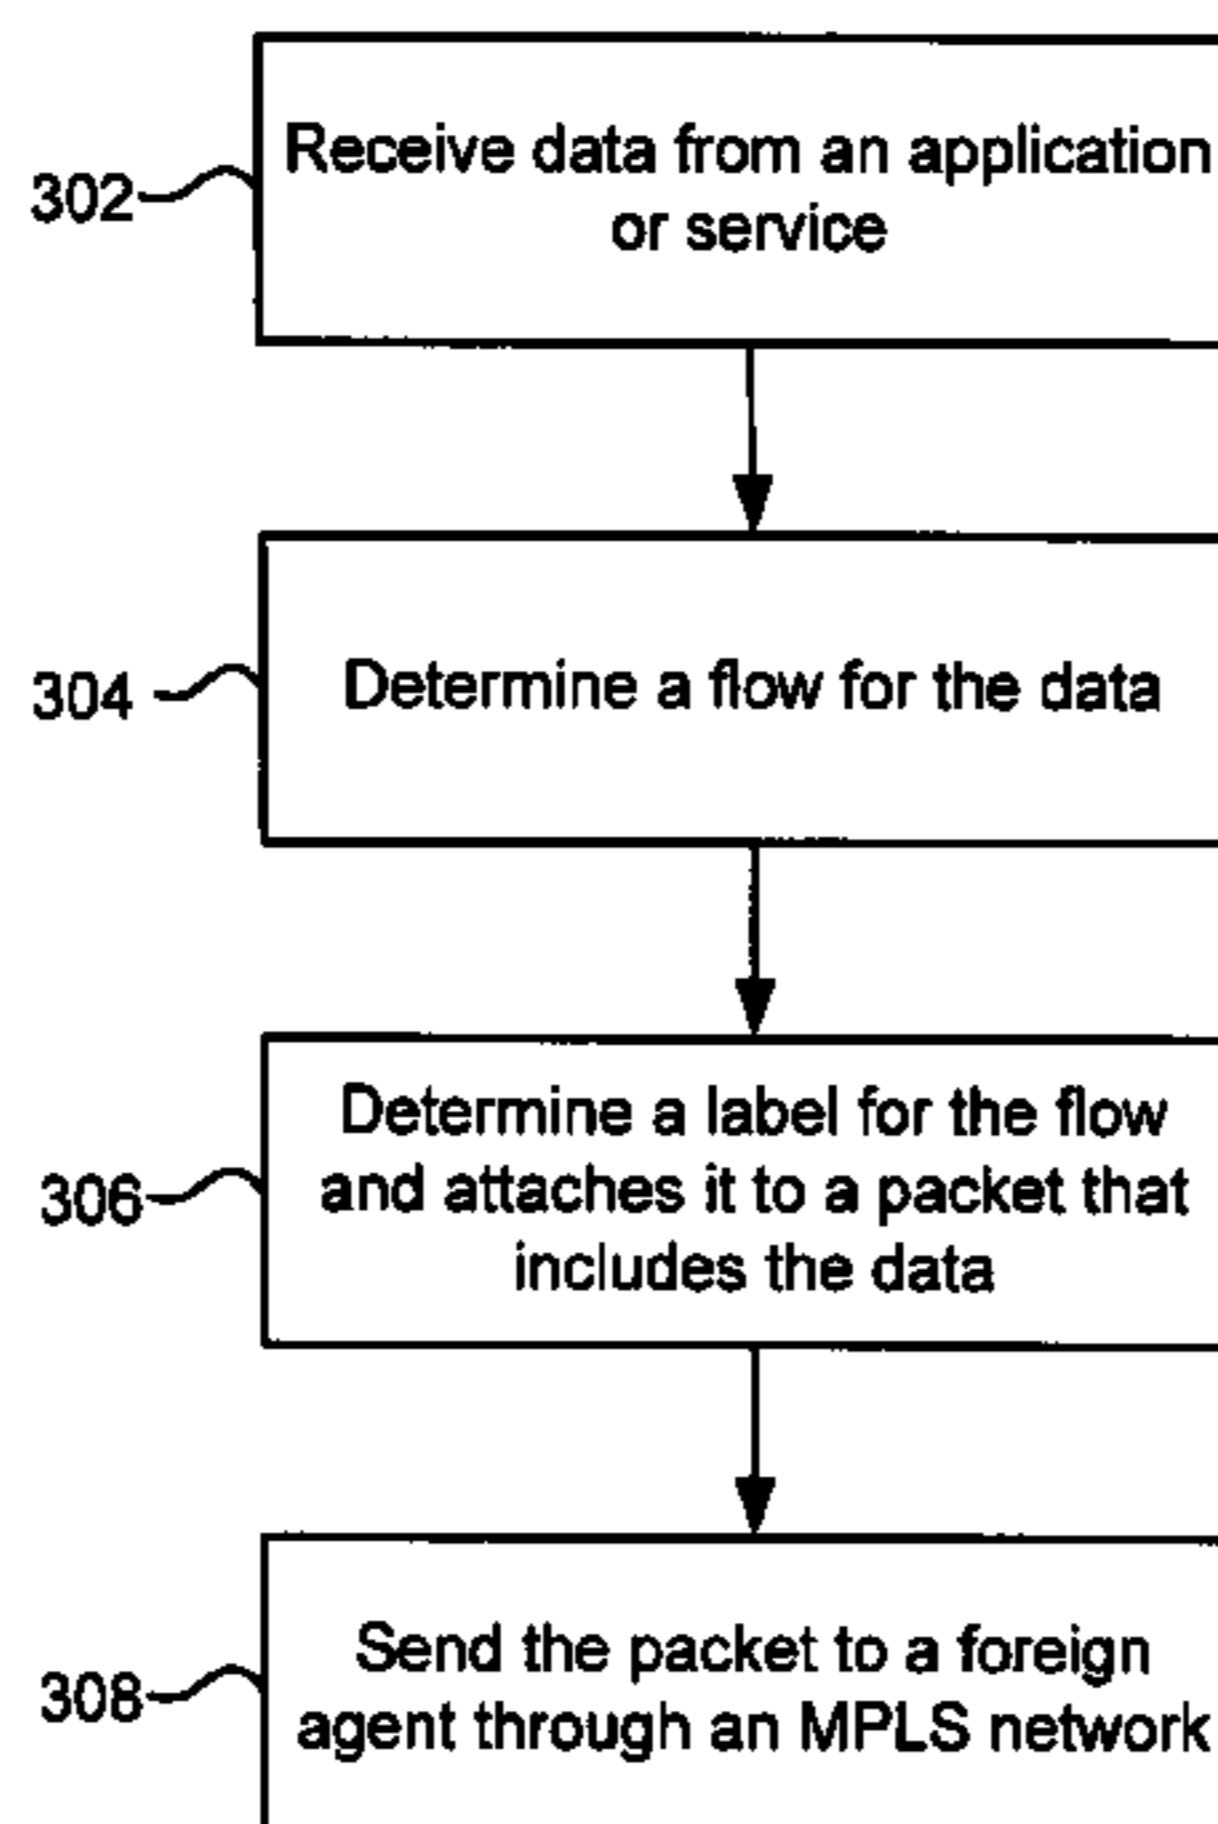 Receive data from an application
or service
302
Determine a flow for the data
304
Determine a label for the flow
and attaches it to a packet that
includes the data
306
Send the packet to a foreign
agent through an MPLS network
308